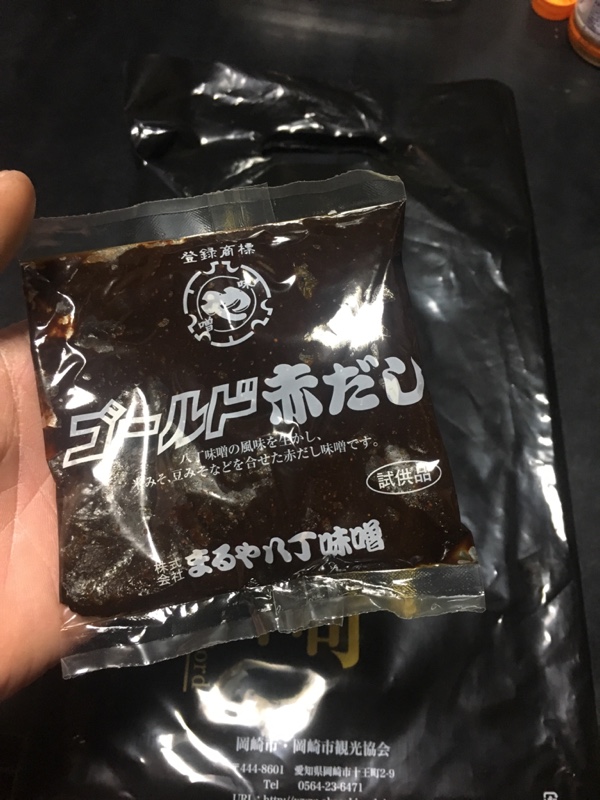 登録商標
味
噌
ゴールド赤だし
八丁味噌の風味を生かし、
米みそ、豆みそなどを合せた赤だし味噌です。
試供品
株式会社 まるや八丁味噌
岡崎市・岡崎市観光協会
〒444-8601 愛知県岡崎市十王町2-9
Tel 0564-23-6471